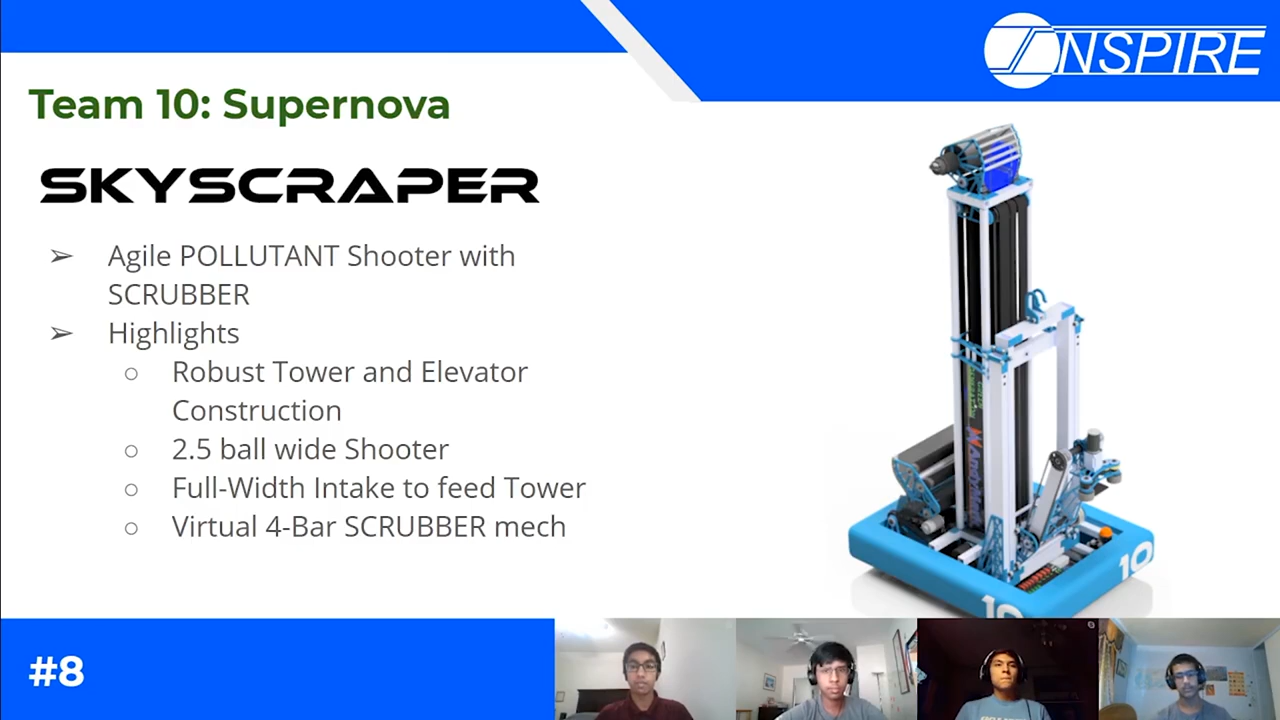 INSPIRE
Team 10: Supernova
SKYSCRAPER
➢ Agile POLLUTANT Shooter with
SCRUBBER
➢ Highlights
○ Robust Tower and Elevator
Construction
○ 2.5 ball wide Shooter
○ Full-Width Intake to feed Tower
○ Virtual 4-Bar SCRUBBER mech
10
10
#8